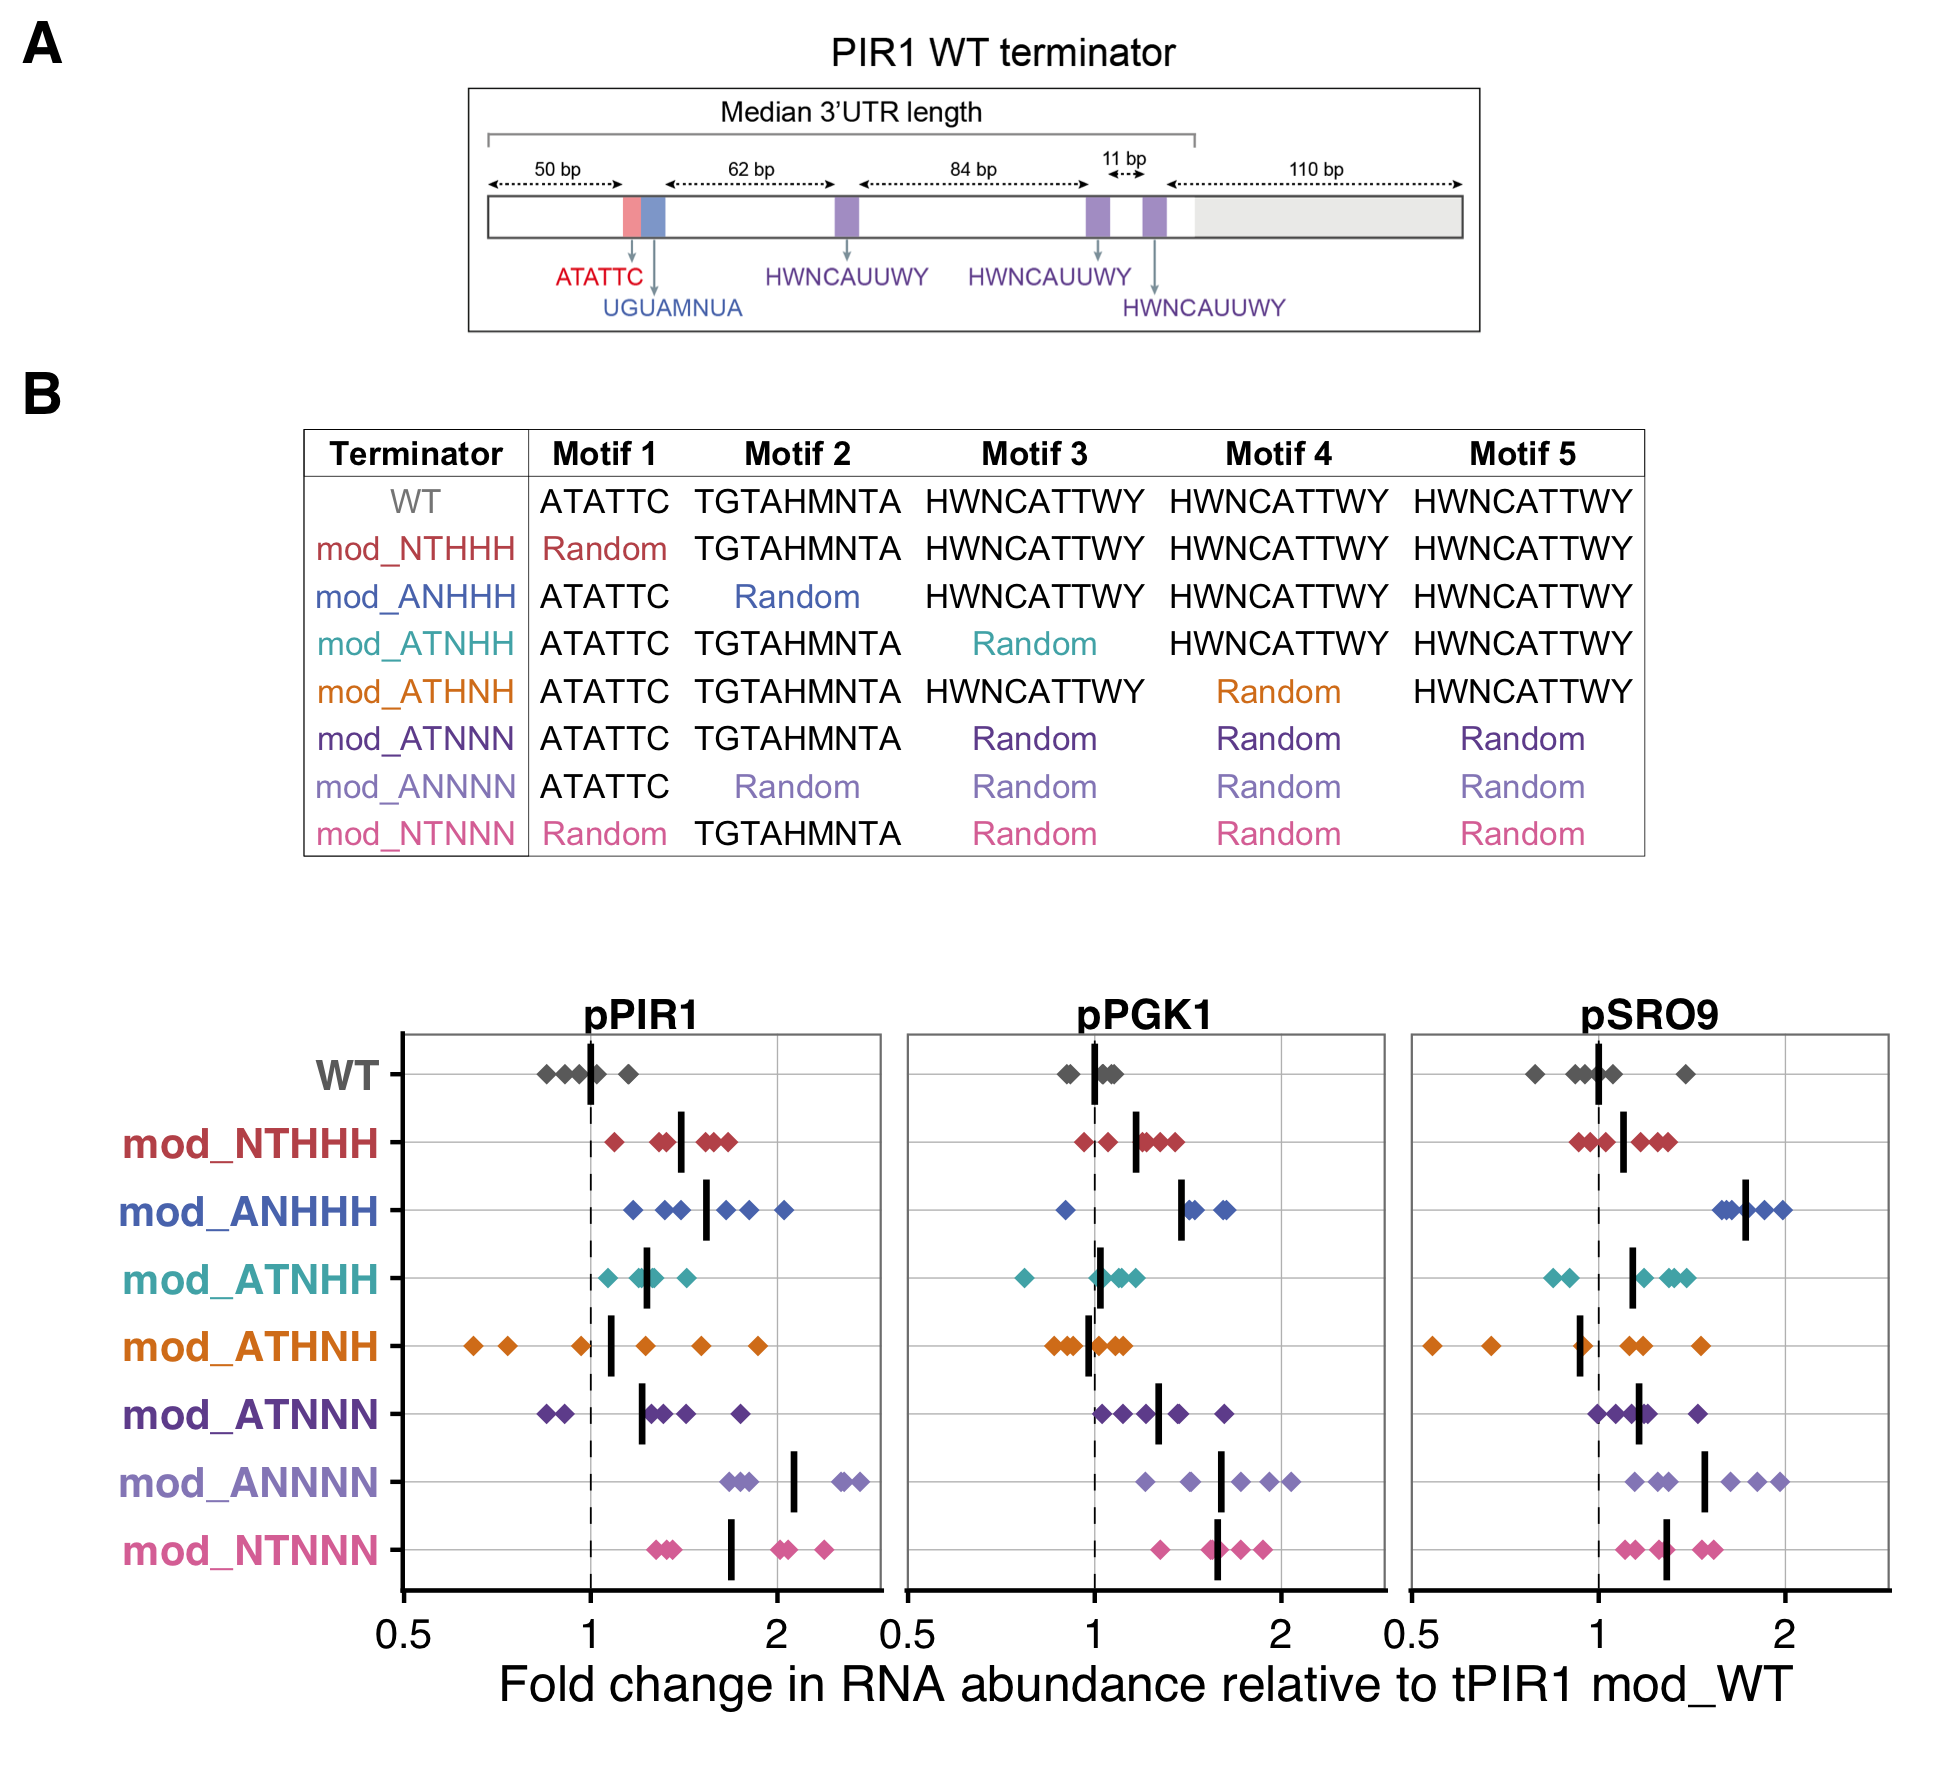 A
PIR1 WT terminator
Median 3’UTR length
50 bp 62 bp 84 bp 11 bp 110 bp
ATATTC HWNCAUUWY HWNCAUUWY
UGUAMNUA HWNCAUUWY
B
Terminator Motif 1 Motif 2 Motif 3 Motif 4 Motif 5
WT ATATTC TGTAHMNTA HWNCATTWY HWNCATTWY HWNCATTWY
mod_NTHHH Random TGTAHMNTA HWNCATTWY HWNCATTWY HWNCATTWY
mod_ANHHH ATATTC Random HWNCATTWY HWNCATTWY HWNCATTWY
mod_ATNHH ATATTC TGTAHMNTA Random HWNCATTWY HWNCATTWY
mod_ATHNH ATATTC TGTAHMNTA HWNCATTWY Random HWNCATTWY
mod_ATNNN ATATTC TGTAHMNTA Random Random Random
mod_ANNNN ATATTC Random Random Random Random
mod_NTNNN Random TGTAHMNTA Random Random Random
pPIR1 pPGK1 pSRO9
WT
mod_NTHHH
mod_ANHHH
mod_ATNHH
mod_ATHNH
mod_ATNNN
mod_ANNNN
mod_NTNNN
0.5 1 2 0.5 1 2 0.5 1 2
Fold change in RNA abundance relative to tPIR1 mod_WT